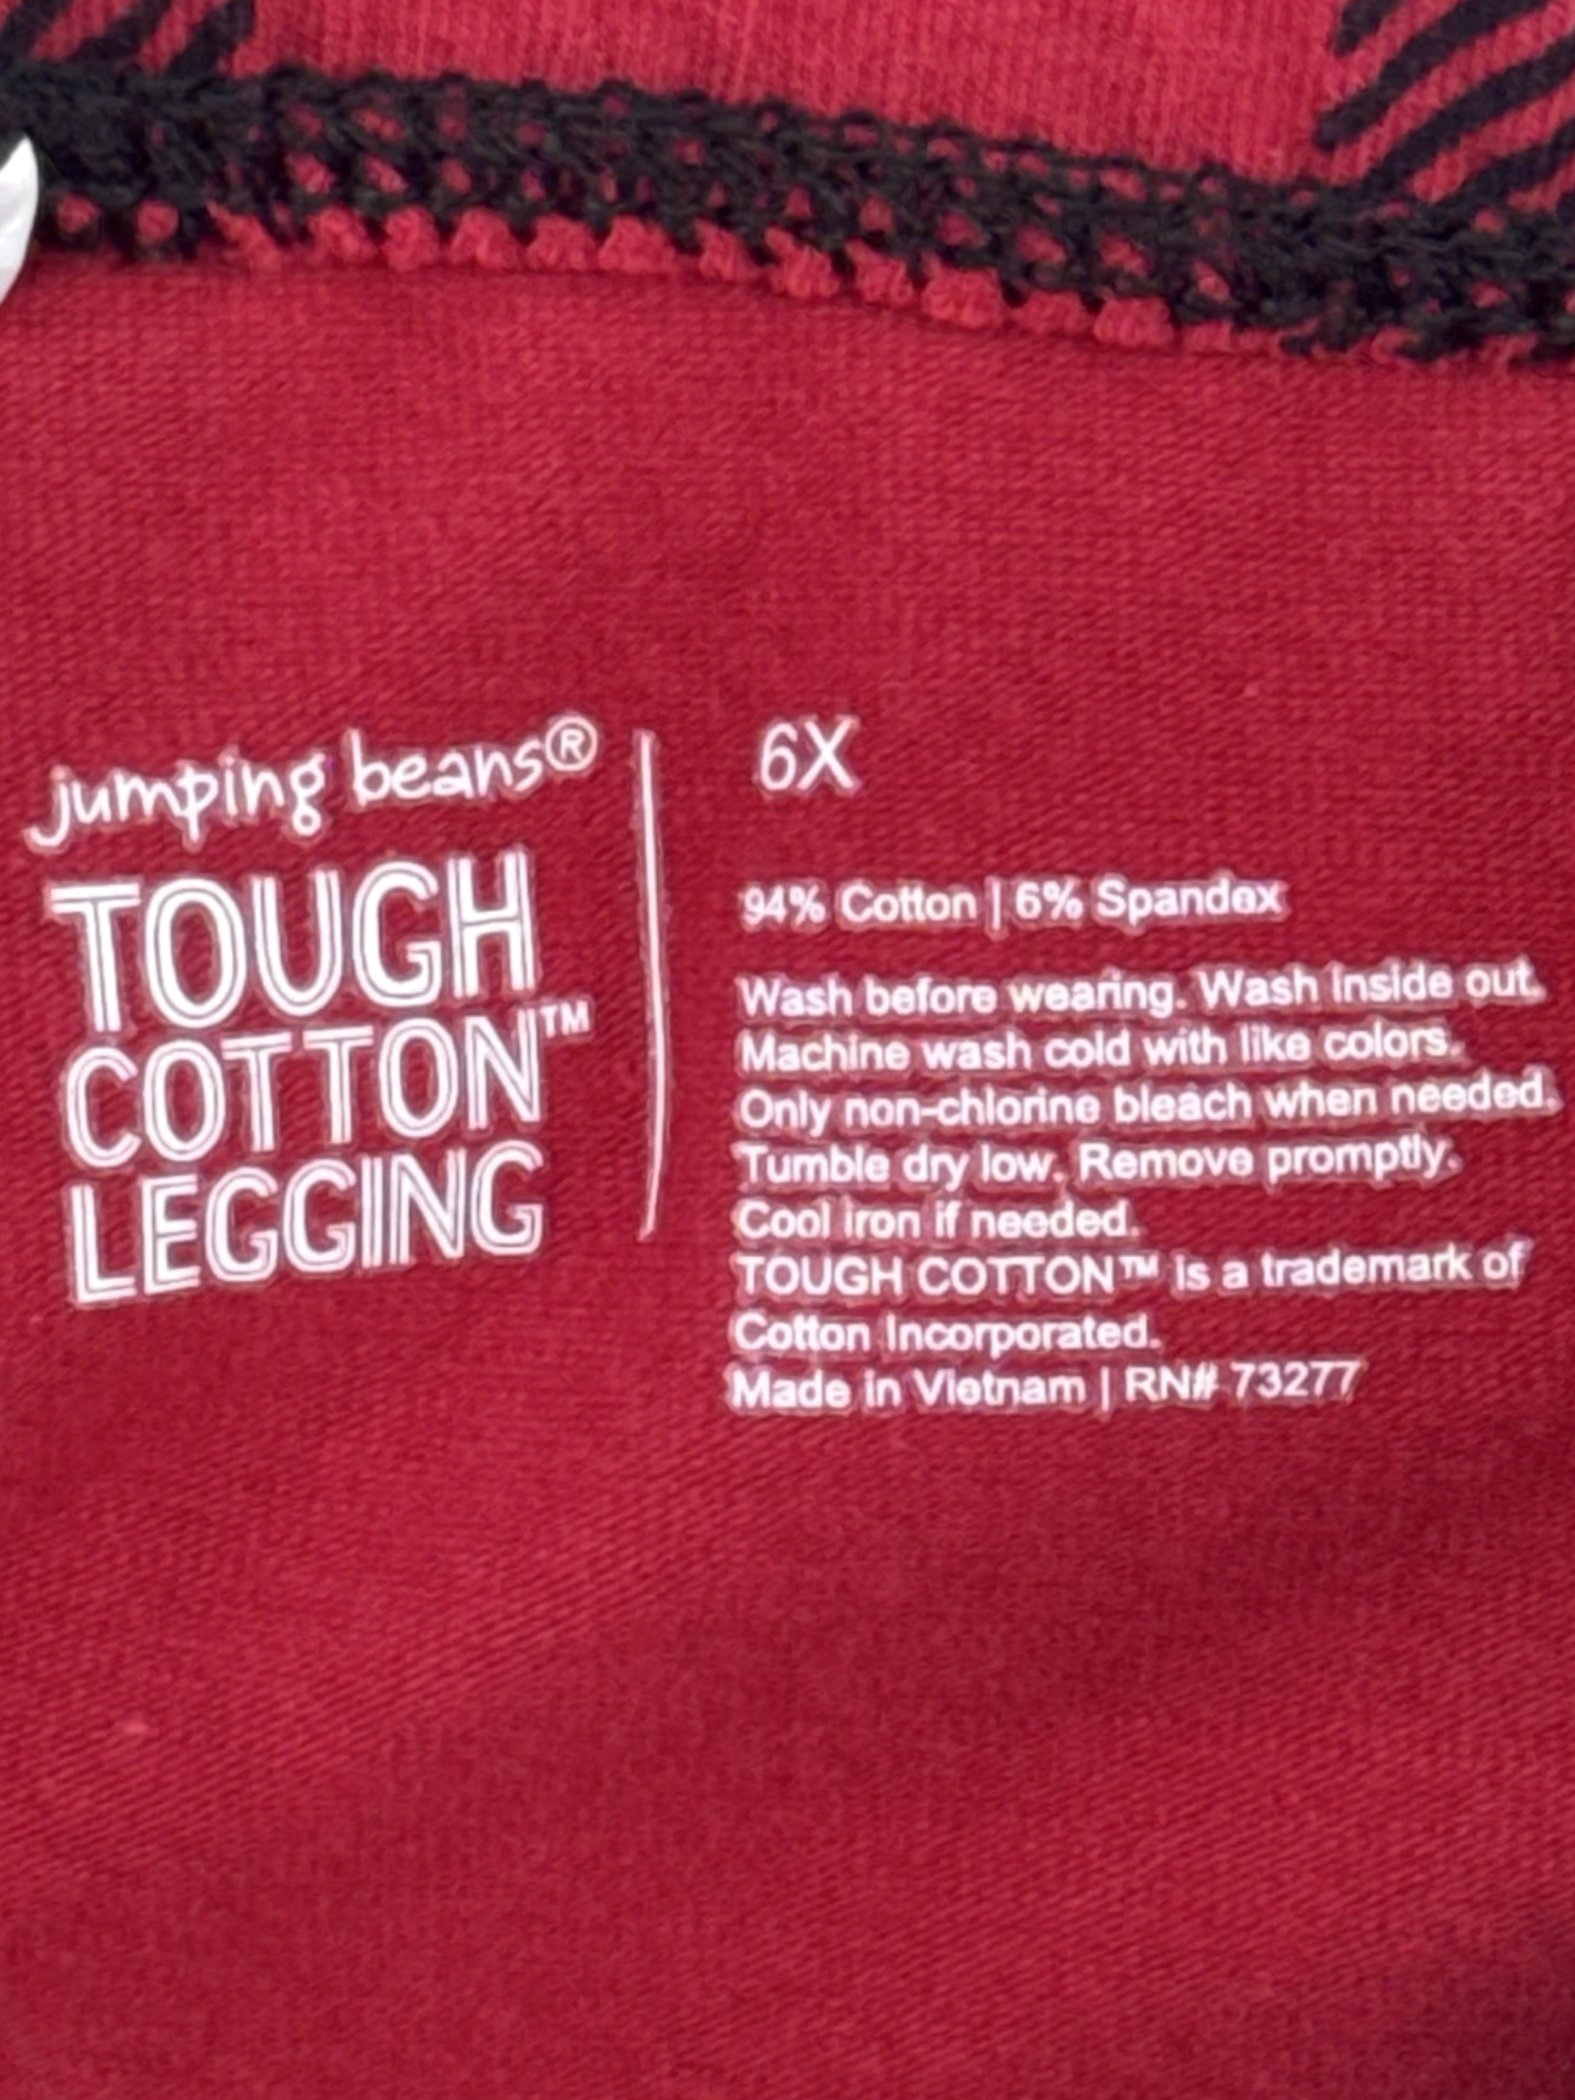 jumping beans®
TOUGH
COTTON™
LEGGING
6X
94% Cotton | 6% Spandex
Wash before wearing. Wash inside out.
Machine wash cold with like colors.
Only non-chlorine bleach when needed.
Tumble dry low. Remove promptly.
Cool iron if needed.
TOUGH COTTON™ is a trademark of
Cotton Incorporated.
Made in Vietnam | RN# 73277